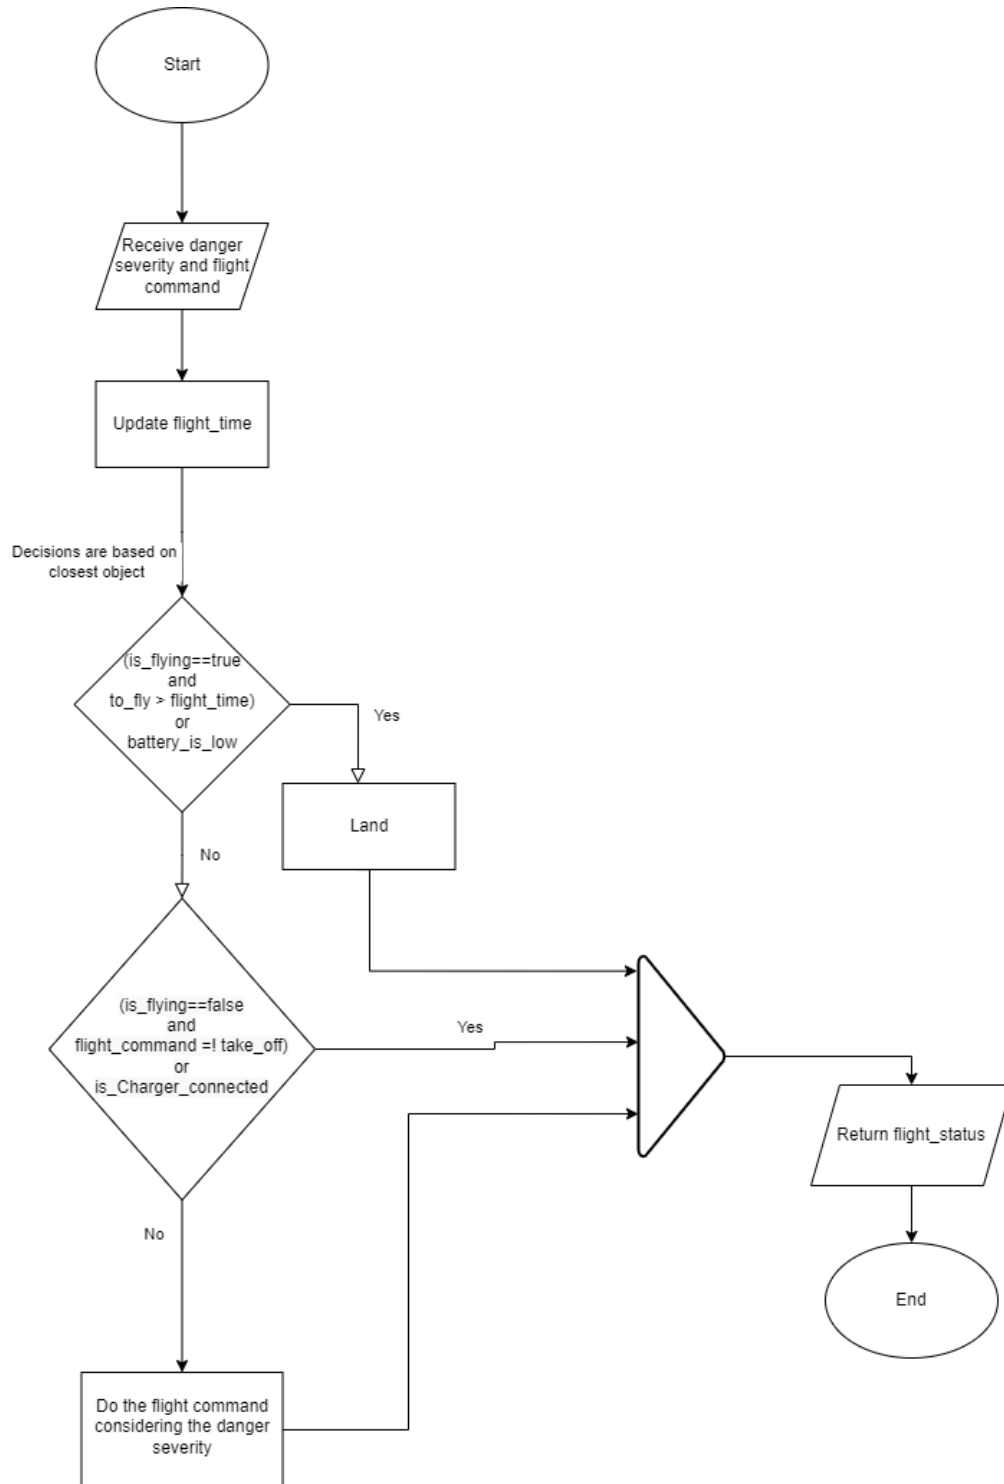 Start
Receive danger
severity and flight
command
Update flight_time
Decisions are based on
closest object
(is_flying==true
and
to_fly > flight_time)
or
battery_is_low
Yes
Land
No
(is_flying==false
and
flight_command =! take_off)
or
is_Charger_connected
Yes
Return flight_status
No
End
Do the flight command
considering the danger
severity